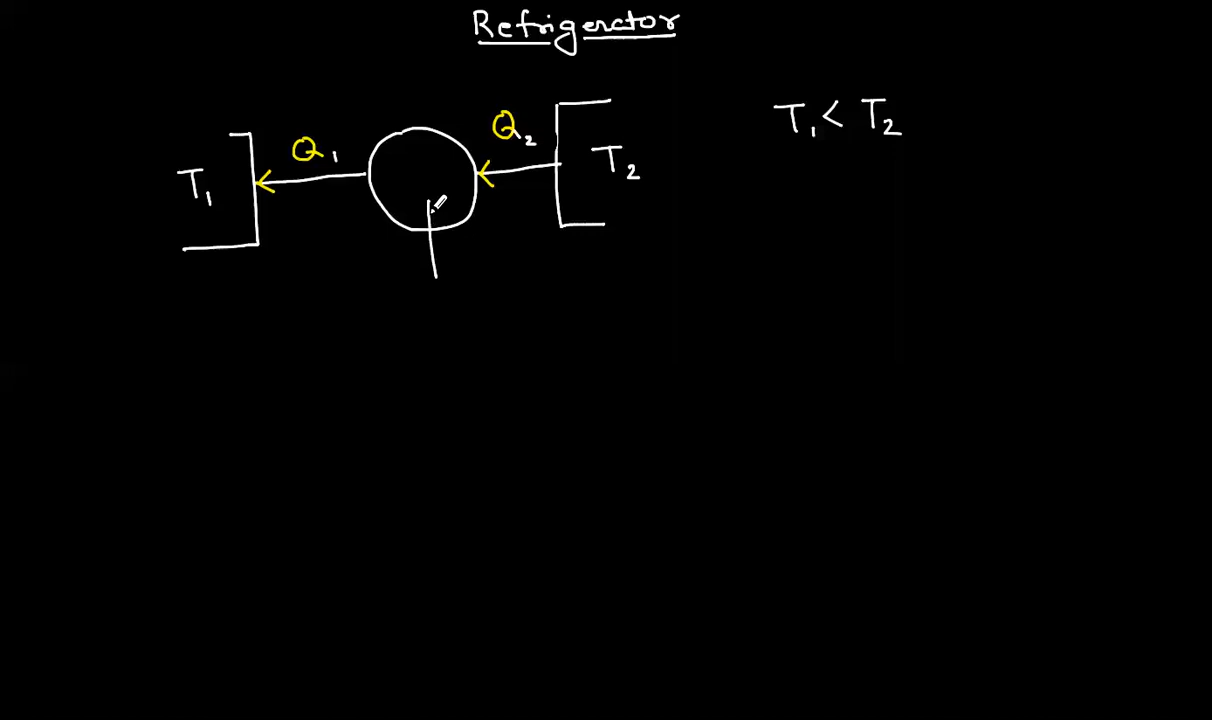 Refrigerator
Q₁
Q₂
T₁ < T₂
T₁
T₂